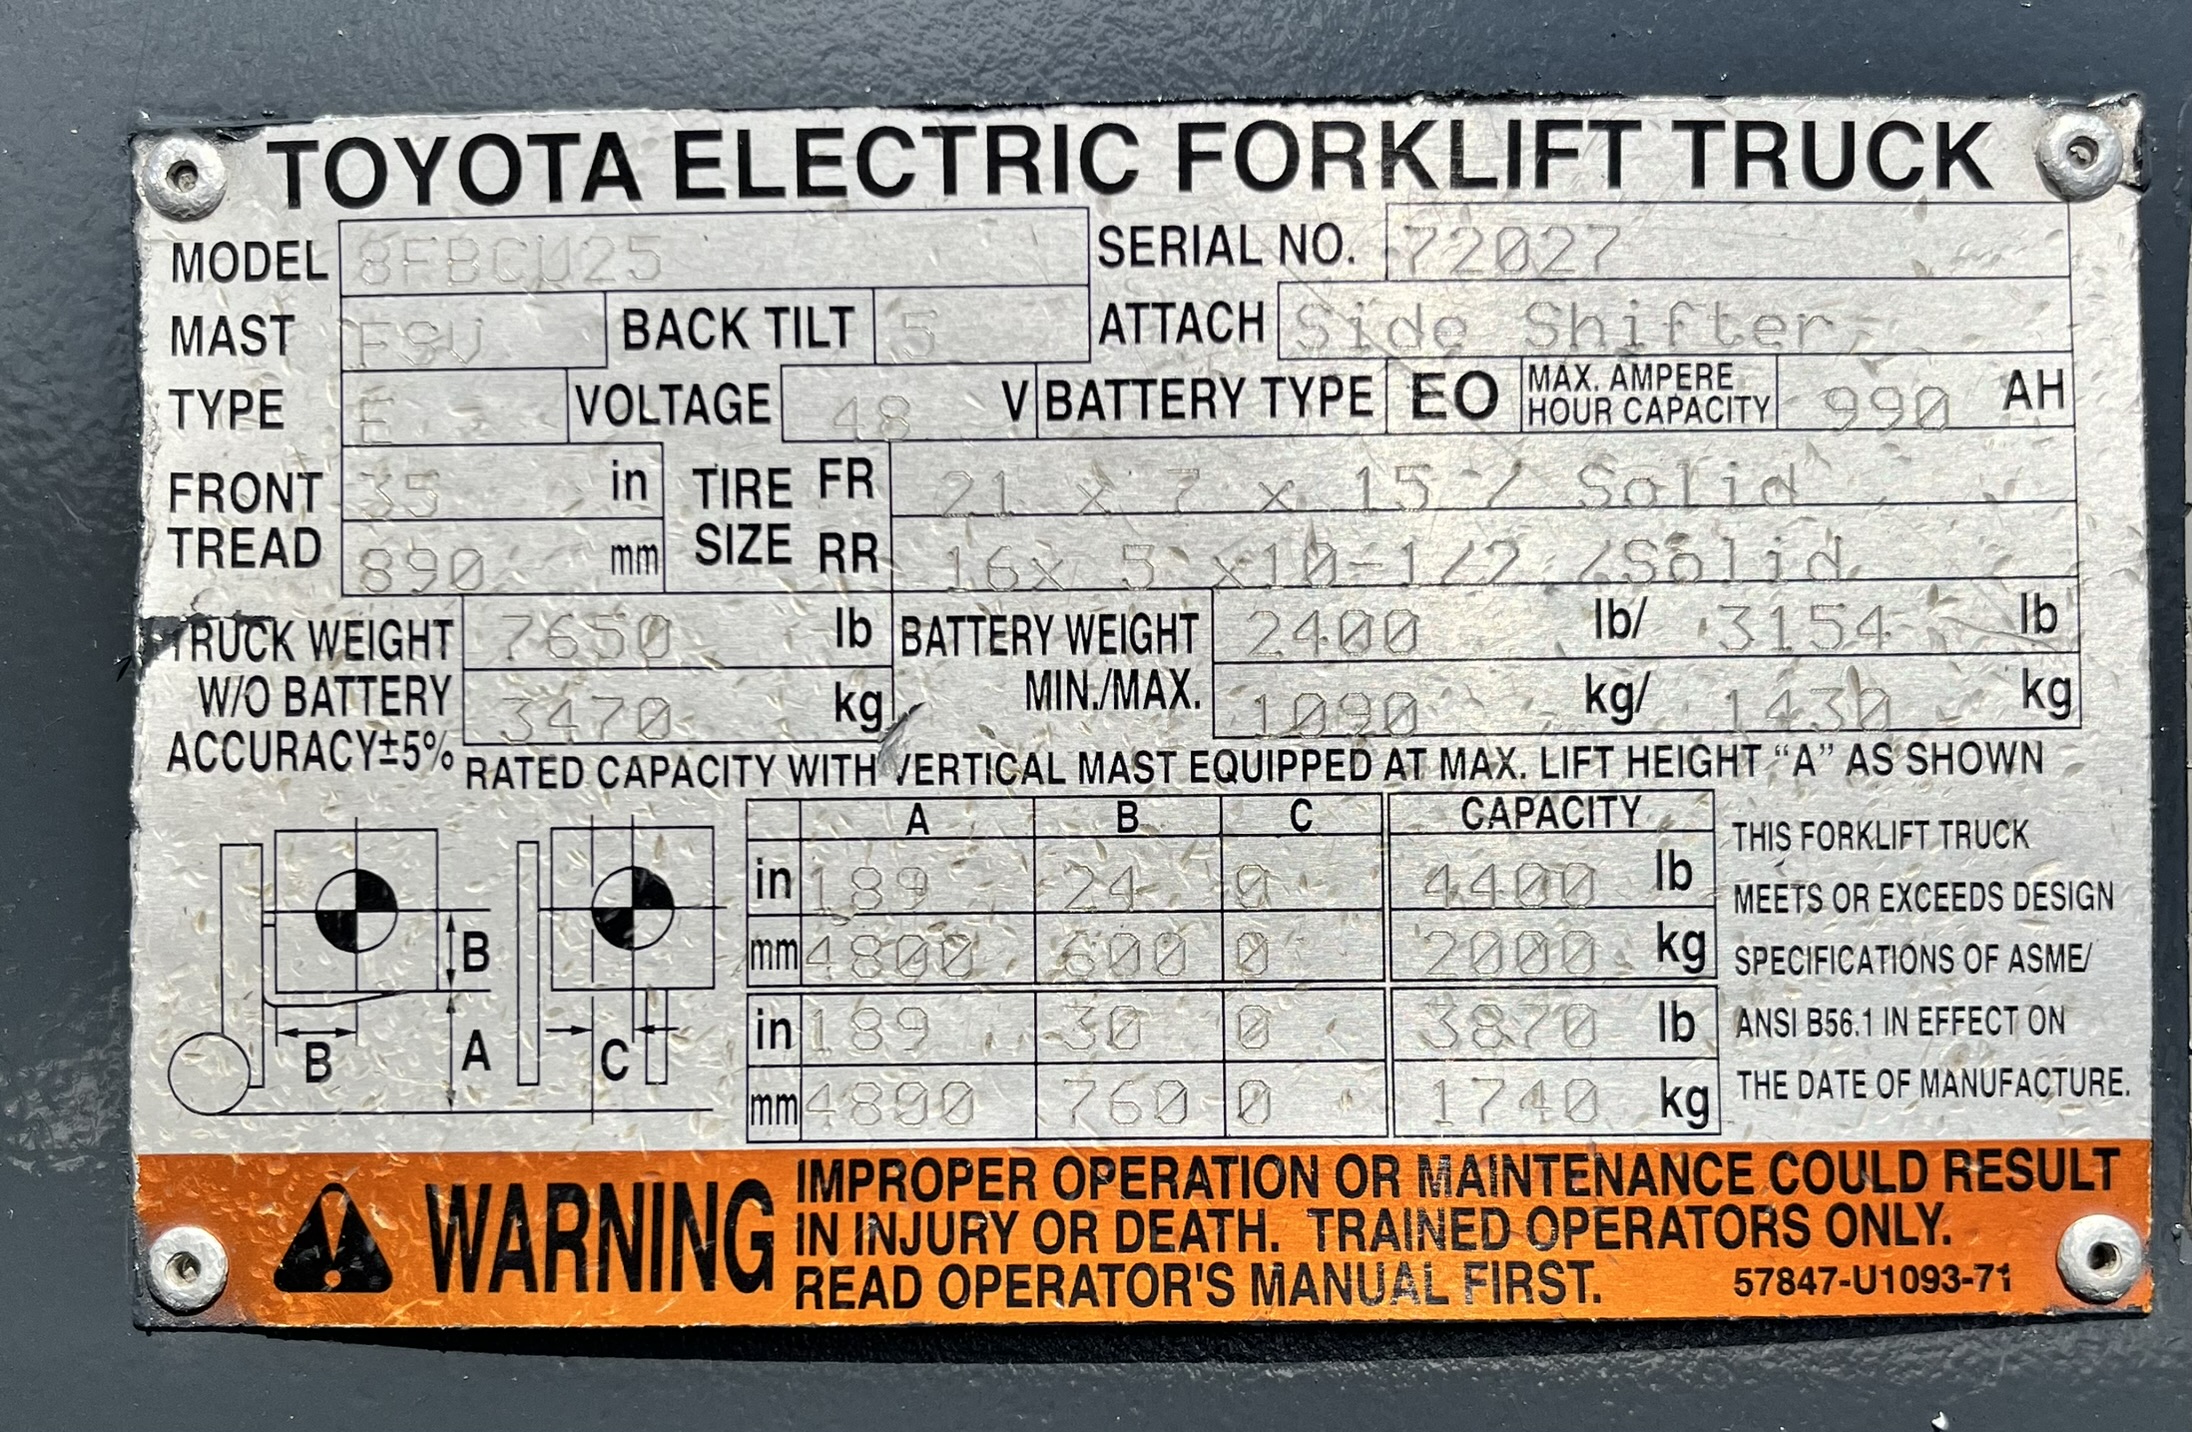 TOYOTA ELECTRIC FORKLIFT TRUCK
MODEL 8FBCU25 SERIAL NO. 72027
MAST FSV BACK TILT 5 ATTACH Side Shifter
TYPE E VOLTAGE 48 V BATTERY TYPE EO MAX. AMPERE HOUR CAPACITY 990 AH
FRONT TREAD 35 in TIRE SIZE FR 21 x 7 x 15 / Solid
890 mm RR 16x 5 x10-1/2 /Solid
TRUCK WEIGHT 7650 lb BATTERY WEIGHT 2400 lb/ 3154 lb
W/O BATTERY 3470 kg MIN./MAX. 1090 kg/ 1430 kg
ACCURACY±5%
RATED CAPACITY WITH VERTICAL MAST EQUIPPED AT MAX. LIFT HEIGHT “A” AS SHOWN
A B C CAPACITY
in 189 24 0 4400 lb
mm 4800 600 0 2000 kg
in 189 30 0 3870 lb
mm 4800 760 0 1740 kg
B
B A C
THIS FORKLIFT TRUCK
MEETS OR EXCEEDS DESIGN
SPECIFICATIONS OF ASME/
ANSI B56.1 IN EFFECT ON
THE DATE OF MANUFACTURE.
WARNING
IMPROPER OPERATION OR MAINTENANCE COULD RESULT
IN INJURY OR DEATH. TRAINED OPERATORS ONLY.
READ OPERATOR'S MANUAL FIRST. 57847-U1093-71